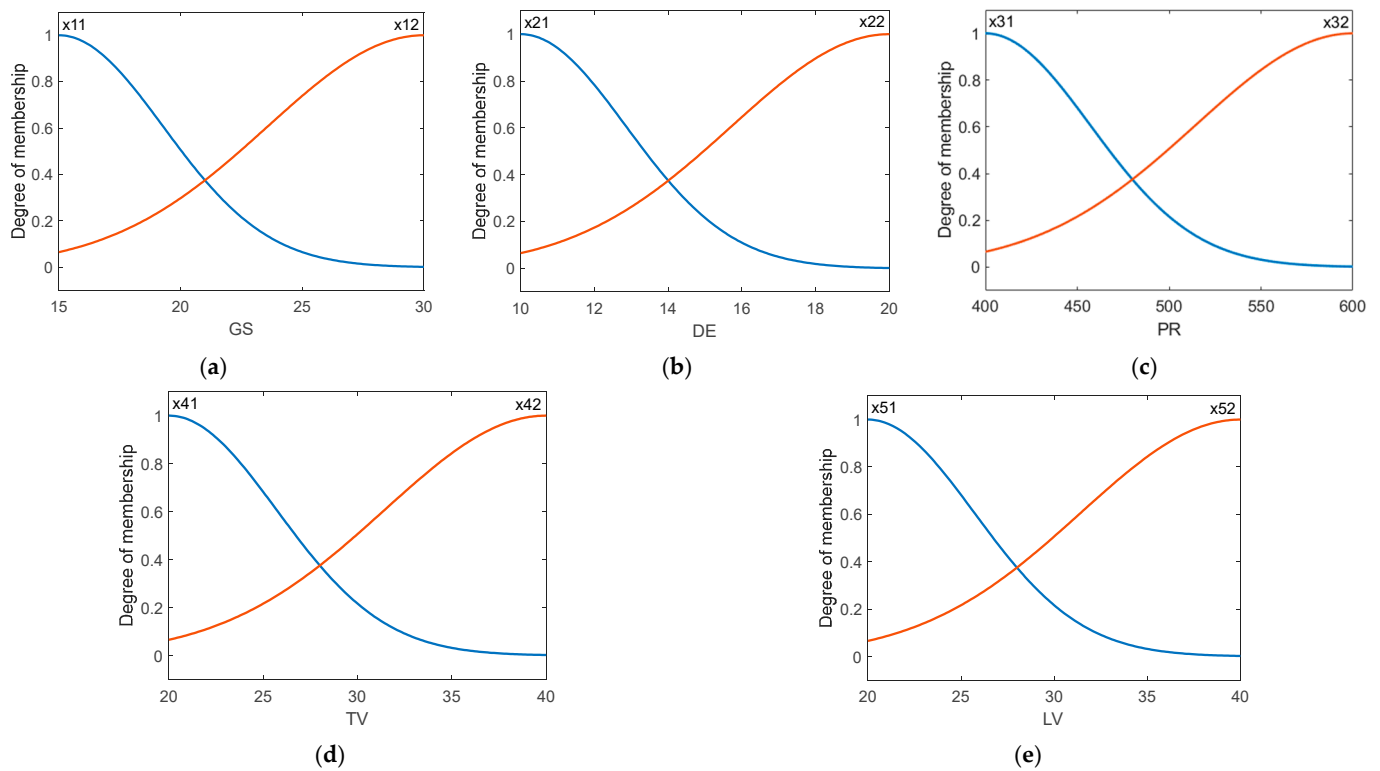 x11 x12
1
0.8
0.6
0.4
0.2
0
Degree of membership
15 20 25 30
GS
(a)
x21 x22
1
0.8
0.6
0.4
0.2
0
Degree of membership
10 12 14 16 18 20
DE
(b)
x31 x32
1
0.8
0.6
0.4
0.2
0
Degree of membership
400 450 500 550 600
PR
(c)
x41 x42
1
0.8
0.6
0.4
0.2
0
Degree of membership
20 25 30 35 40
TV
(d)
x51 x52
1
0.8
0.6
0.4
0.2
0
Degree of membership
20 25 30 35 40
LV
(e)